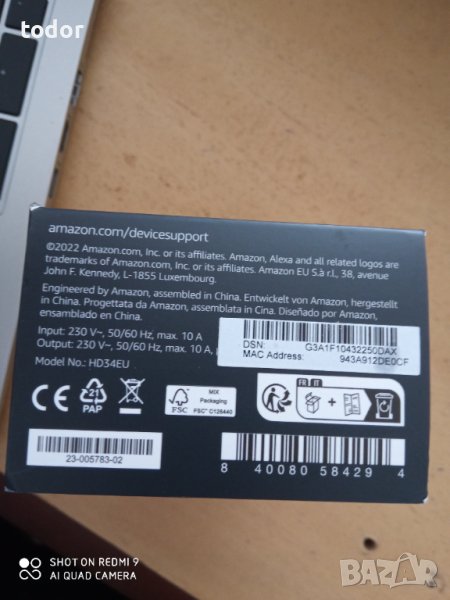 todor
amazon.com/devicesupport
©2022 Amazon.com, Inc. or its affiliates. Amazon, Alexa and all related logos are
trademarks of Amazon.com, Inc. or its affiliates. Amazon EU S.à r.l., 38, avenue
John F. Kennedy, L-1855 Luxembourg.
Engineered by Amazon, assembled in China. Entwickelt von Amazon, hergestellt
in China. Progettata da Amazon, assemblata in Cina. Diseñado por Amazon,
ensamblado en China.
Input: 230 V~, 50/60 Hz, max. 10 A
Output: 230 V~, 50/60 Hz, max. 10 A,
Model No.: HD34EU
DSN: G3A1F10432250DAX
MAC Address: 943A912DE0CF
CE
21
PAP
FSC
MIX
Packaging
FSC® C126440
FR
IT
+
23-005783-02
8 40080 58429 4
SHOT ON REDMI 9
AI QUAD CAMERA
BAZAR